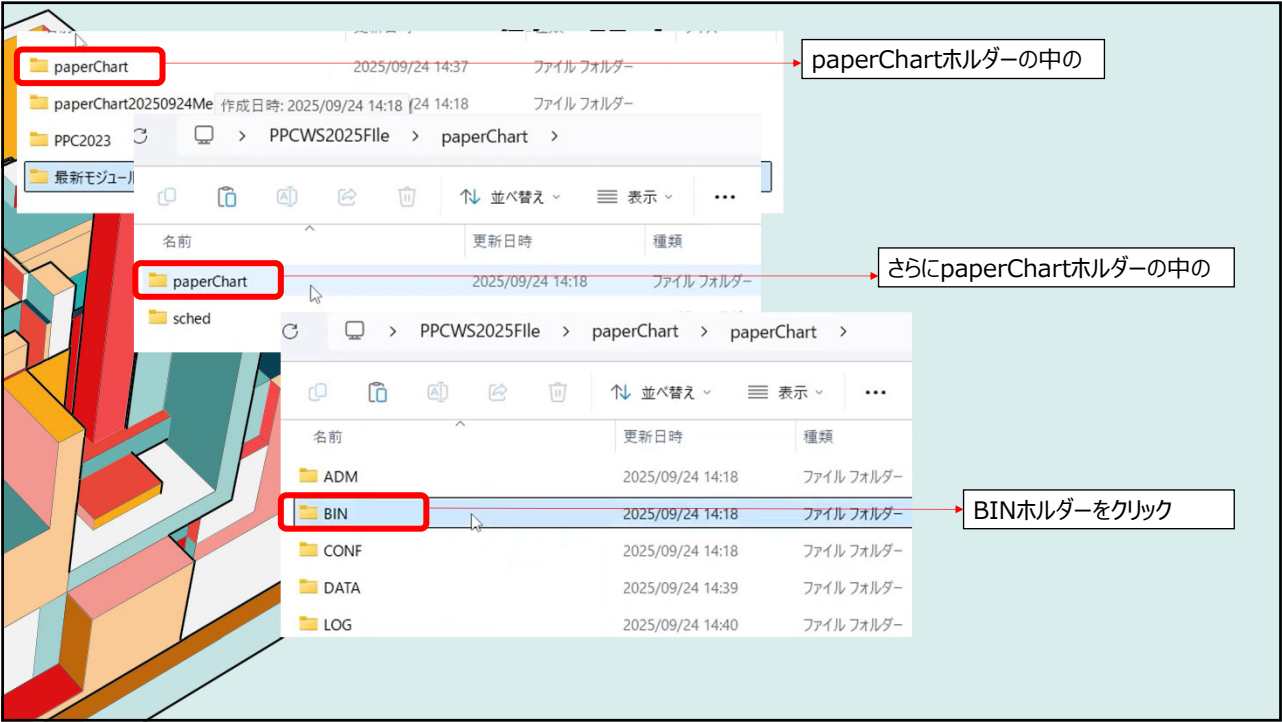 paperChart 2025/09/24 14:37 ファイル フォルダー
paperChartホルダーの中の
paperChart20250924Me 作成日時: 2025/09/24 14:18 /24 14:18 ファイル フォルダー
PPC2023
PPCWS2025FIle > paperChart >
最新モジュール
並べ替え 表示 ...
名前 更新日時 種類
paperChart 2025/09/24 14:18 ファイル フォルダー
さらにpaperChartホルダーの中の
sched
PPCWS2025FIle > paperChart > paperChart >
並べ替え 表示 ...
名前 更新日時 種類
ADM 2025/09/24 14:18 ファイル フォルダー
BIN 2025/09/24 14:18 ファイル フォルダー
BINホルダーをクリック
CONF 2025/09/24 14:18 ファイル フォルダー
DATA 2025/09/24 14:39 ファイル フォルダー
LOG 2025/09/24 14:40 ファイル フォルダー